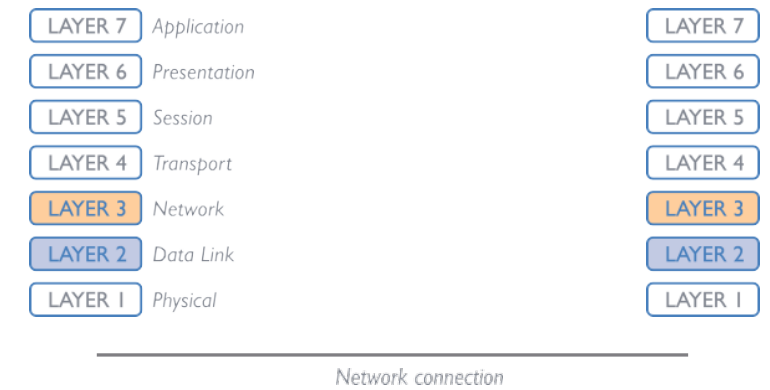 LAYER 7 Application LAYER 7
LAYER 6 Presentation LAYER 6
LAYER 5 Session LAYER 5
LAYER 4 Transport LAYER 4
LAYER 3 Network LAYER 3
LAYER 2 Data Link LAYER 2
LAYER 1 Physical LAYER 1
Network connection